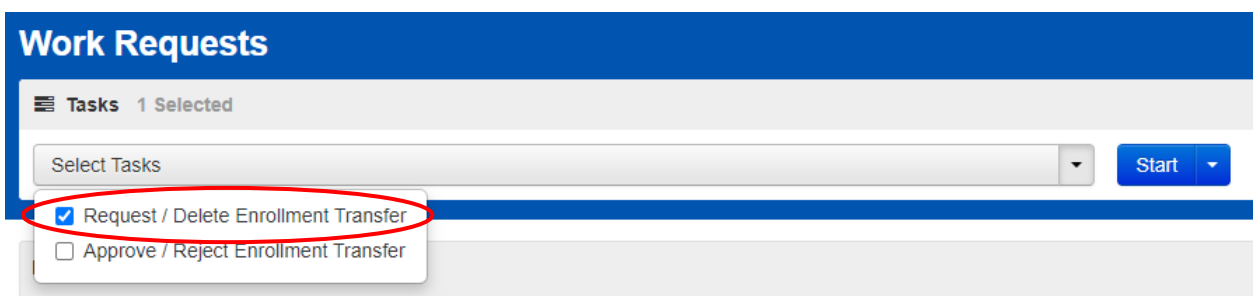 Work Requests
Tasks 1 Selected
Select Tasks
Start
Request / Delete Enrollment Transfer
Approve / Reject Enrollment Transfer